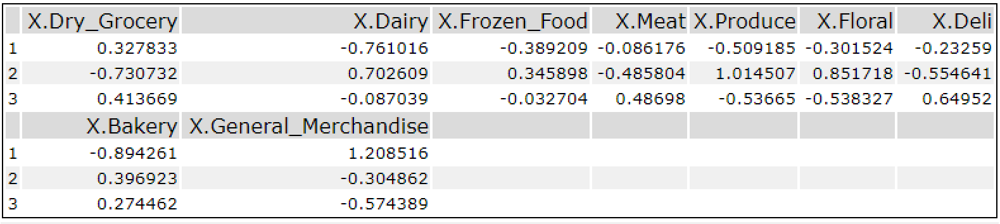 X.Dry_Grocery X.Dairy X.Frozen_Food X.Meat X.Produce X.Floral X.Deli
1 0.327833 -0.761016 -0.389209 -0.086176 -0.509185 -0.301524 -0.23259
2 -0.730732 0.702609 0.345898 -0.485804 1.014507 0.851718 -0.554641
3 0.413669 -0.087039 -0.032704 0.48698 -0.53665 -0.538327 0.64952
X.Bakery X.General_Merchandise
1 -0.894261 1.208516
2 0.396923 -0.304862
3 0.274462 -0.574389